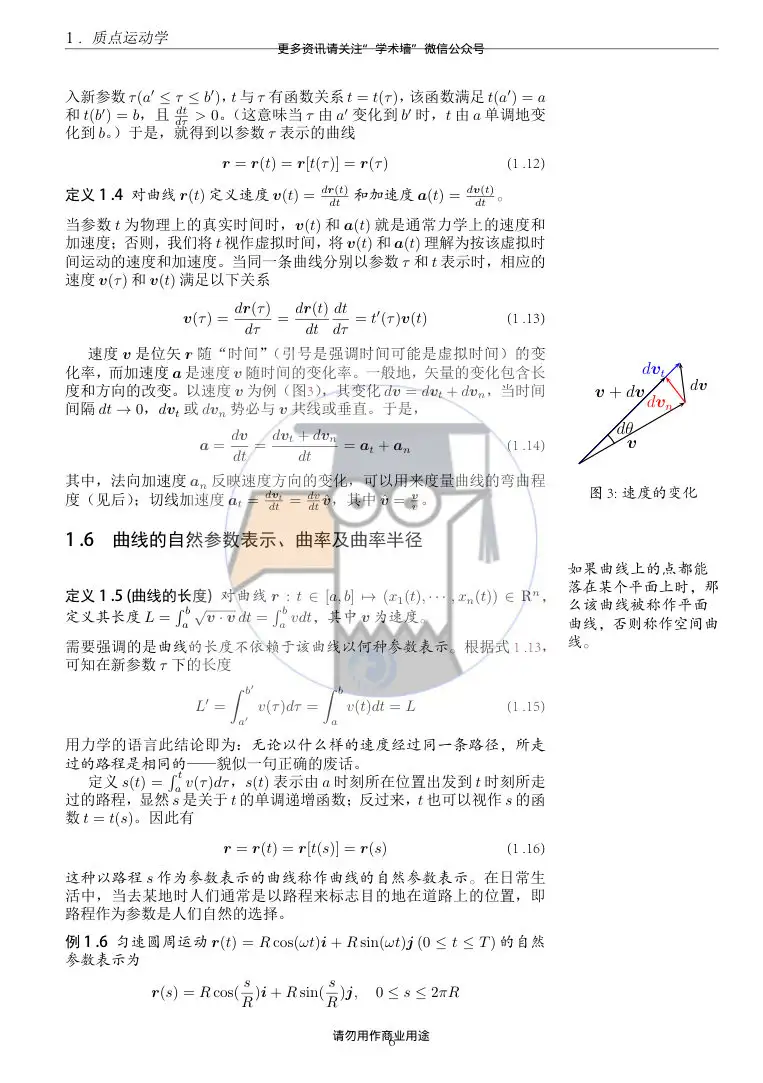 1 . 质点运动学
更多资讯请关注“学术墙”微信公众号
入新参数 τ(a′ ≤ τ ≤ b′)，t 与 τ 有函数关系 t = t(τ)，该函数满足 t(a′) = a
和 t(b′) = b，且 dt/dτ > 0。（这意味当 τ 由 a′ 变化到 b′ 时，t 由 a 单调地变
化到 b。）于是，就得到以参数 τ 表示的曲线
r = r(t) = r[t(τ)] = r(τ) (1 .12)
定义 1 .4 对曲线 r(t) 定义速度 v(t) = dr(t)/dt 和加速度 a(t) = dv(t)/dt 。
当参数 t 为物理上的真实时间时，v(t) 和 a(t) 就是通常力学上的速度和
加速度；否则，我们将 t 视作虚拟时间，将 v(t) 和 a(t) 理解为按该虚拟时
间运动的速度和加速度。当同一条曲线分别以参数 τ 和 t 表示时，相应的
速度 v(τ) 和 v(t) 满足以下关系
v(τ) = dr(τ)/dτ = dr(t)/dt dt/dτ = t′(τ)v(t) (1 .13)
速度 v 是位矢 r 随“时间”（引号是强调时间可能是虚拟时间）的变
化率，而加速度 a 是速度 v 随时间的变化率。一般地，矢量的变化包含长
度和方向的改变。以速度 v 为例（图3），其变化 dv = dvt + dvn，当时间
间隔 dt → 0，dvt 或 dvn 势必与 v 共线或垂直。于是，
a = dv/dt = dvt + dvn/dt = at + an (1 .14)
其中，法向加速度 an 反映速度方向的变化，可以用来度量曲线的弯曲程
度（见后）；切线加速度 at = dvt/dt = dv/dt v̂，其中 v̂ = v/v 。
dvt
v + dv
dv
dvn
dθ
v
图 3: 速度的变化
1 .6 曲线的自然参数表示、曲率及曲率半径
定义 1 .5 (曲线的长度) 对曲线 r : t ∈ [a, b] ↦ (x1(t), · · · , xn(t)) ∈ Rⁿ，
定义其长度 L = ∫ₐᵇ √v · v dt = ∫ₐᵇ vdt，其中 v 为速度。
需要强调的是曲线的长度不依赖于该曲线以何种参数表示。根据式 1 .13，
可知在新参数 τ 下的长度
L′ = ∫a′b′ v(τ)dτ = ∫ₐᵇ v(t)dt = L (1 .15)
如果曲线上的点都能
落在某个平面上时，那
么该曲线被称作平面
曲线，否则称作空间曲
线。
用力学的语言此结论即为：无论以什么样的速度经过同一条路径，所走
过的路程是相同的——貌似一句正确的废话。
定义 s(t) = ∫ₐᵗ v(τ)dτ，s(t) 表示由 a 时刻所在位置出发到 t 时刻所走
过的路程，显然 s 是关于 t 的单调递增函数；反过来，t 也可以视作 s 的函
数 t = t(s)。因此有
r = r(t) = r[t(s)] = r(s) (1 .16)
这种以路程 s 作为参数表示的曲线称作曲线的自然参数表示。在日常生
活中，当去某地时人们通常是以路程来标志目的地在道路上的位置，即
路程作为参数是人们自然的选择。
例 1 .6 匀速圆周运动 r(t) = R cos(ωt)i + R sin(ωt)j (0 ≤ t ≤ T) 的自然
参数表示为
r(s) = R cos(s/R)i + R sin(s/R)j, 0 ≤ s ≤ 2πR
请勿用作商业用途
6